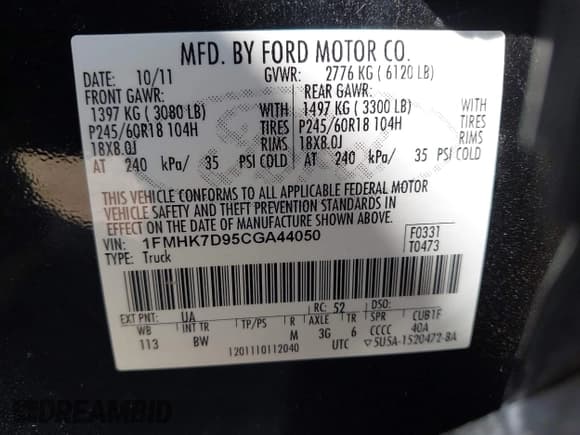 MFD. BY FORD MOTOR CO.
DATE: 10/11 GVWR: 2776 KG ( 6120 LB)
FRONT GAWR: REAR GAWR:
1397 KG ( 3080 LB) WITH 1497 KG ( 3300 LB) WITH
P245/60R18 104H TIRES P245/60R18 104H TIRES
18X8.0J RIMS 18X8.0J RIMS
AT 240 kPa/ 35 PSI COLD AT 240 kPa/ 35 PSI COLD
THIS VEHICLE CONFORMS TO ALL APPLICABLE FEDERAL MOTOR
VEHICLE SAFETY AND THEFT PREVENTION STANDARDS IN
EFFECT ON THE DATE OF MANUFACTURE SHOWN ABOVE.
VIN: 1FMHK7D95CGA44050 F0331
TYPE: Truck T0473
EXT PNT: UA RC: 52 DSO:
WB INT TR TP/PS R AXLE TR SPR CUB1F
113 BW M 3G 6 CCCC 40A
1201110112040 UTC ▽5U5A-1520472-BA
DREAMBID